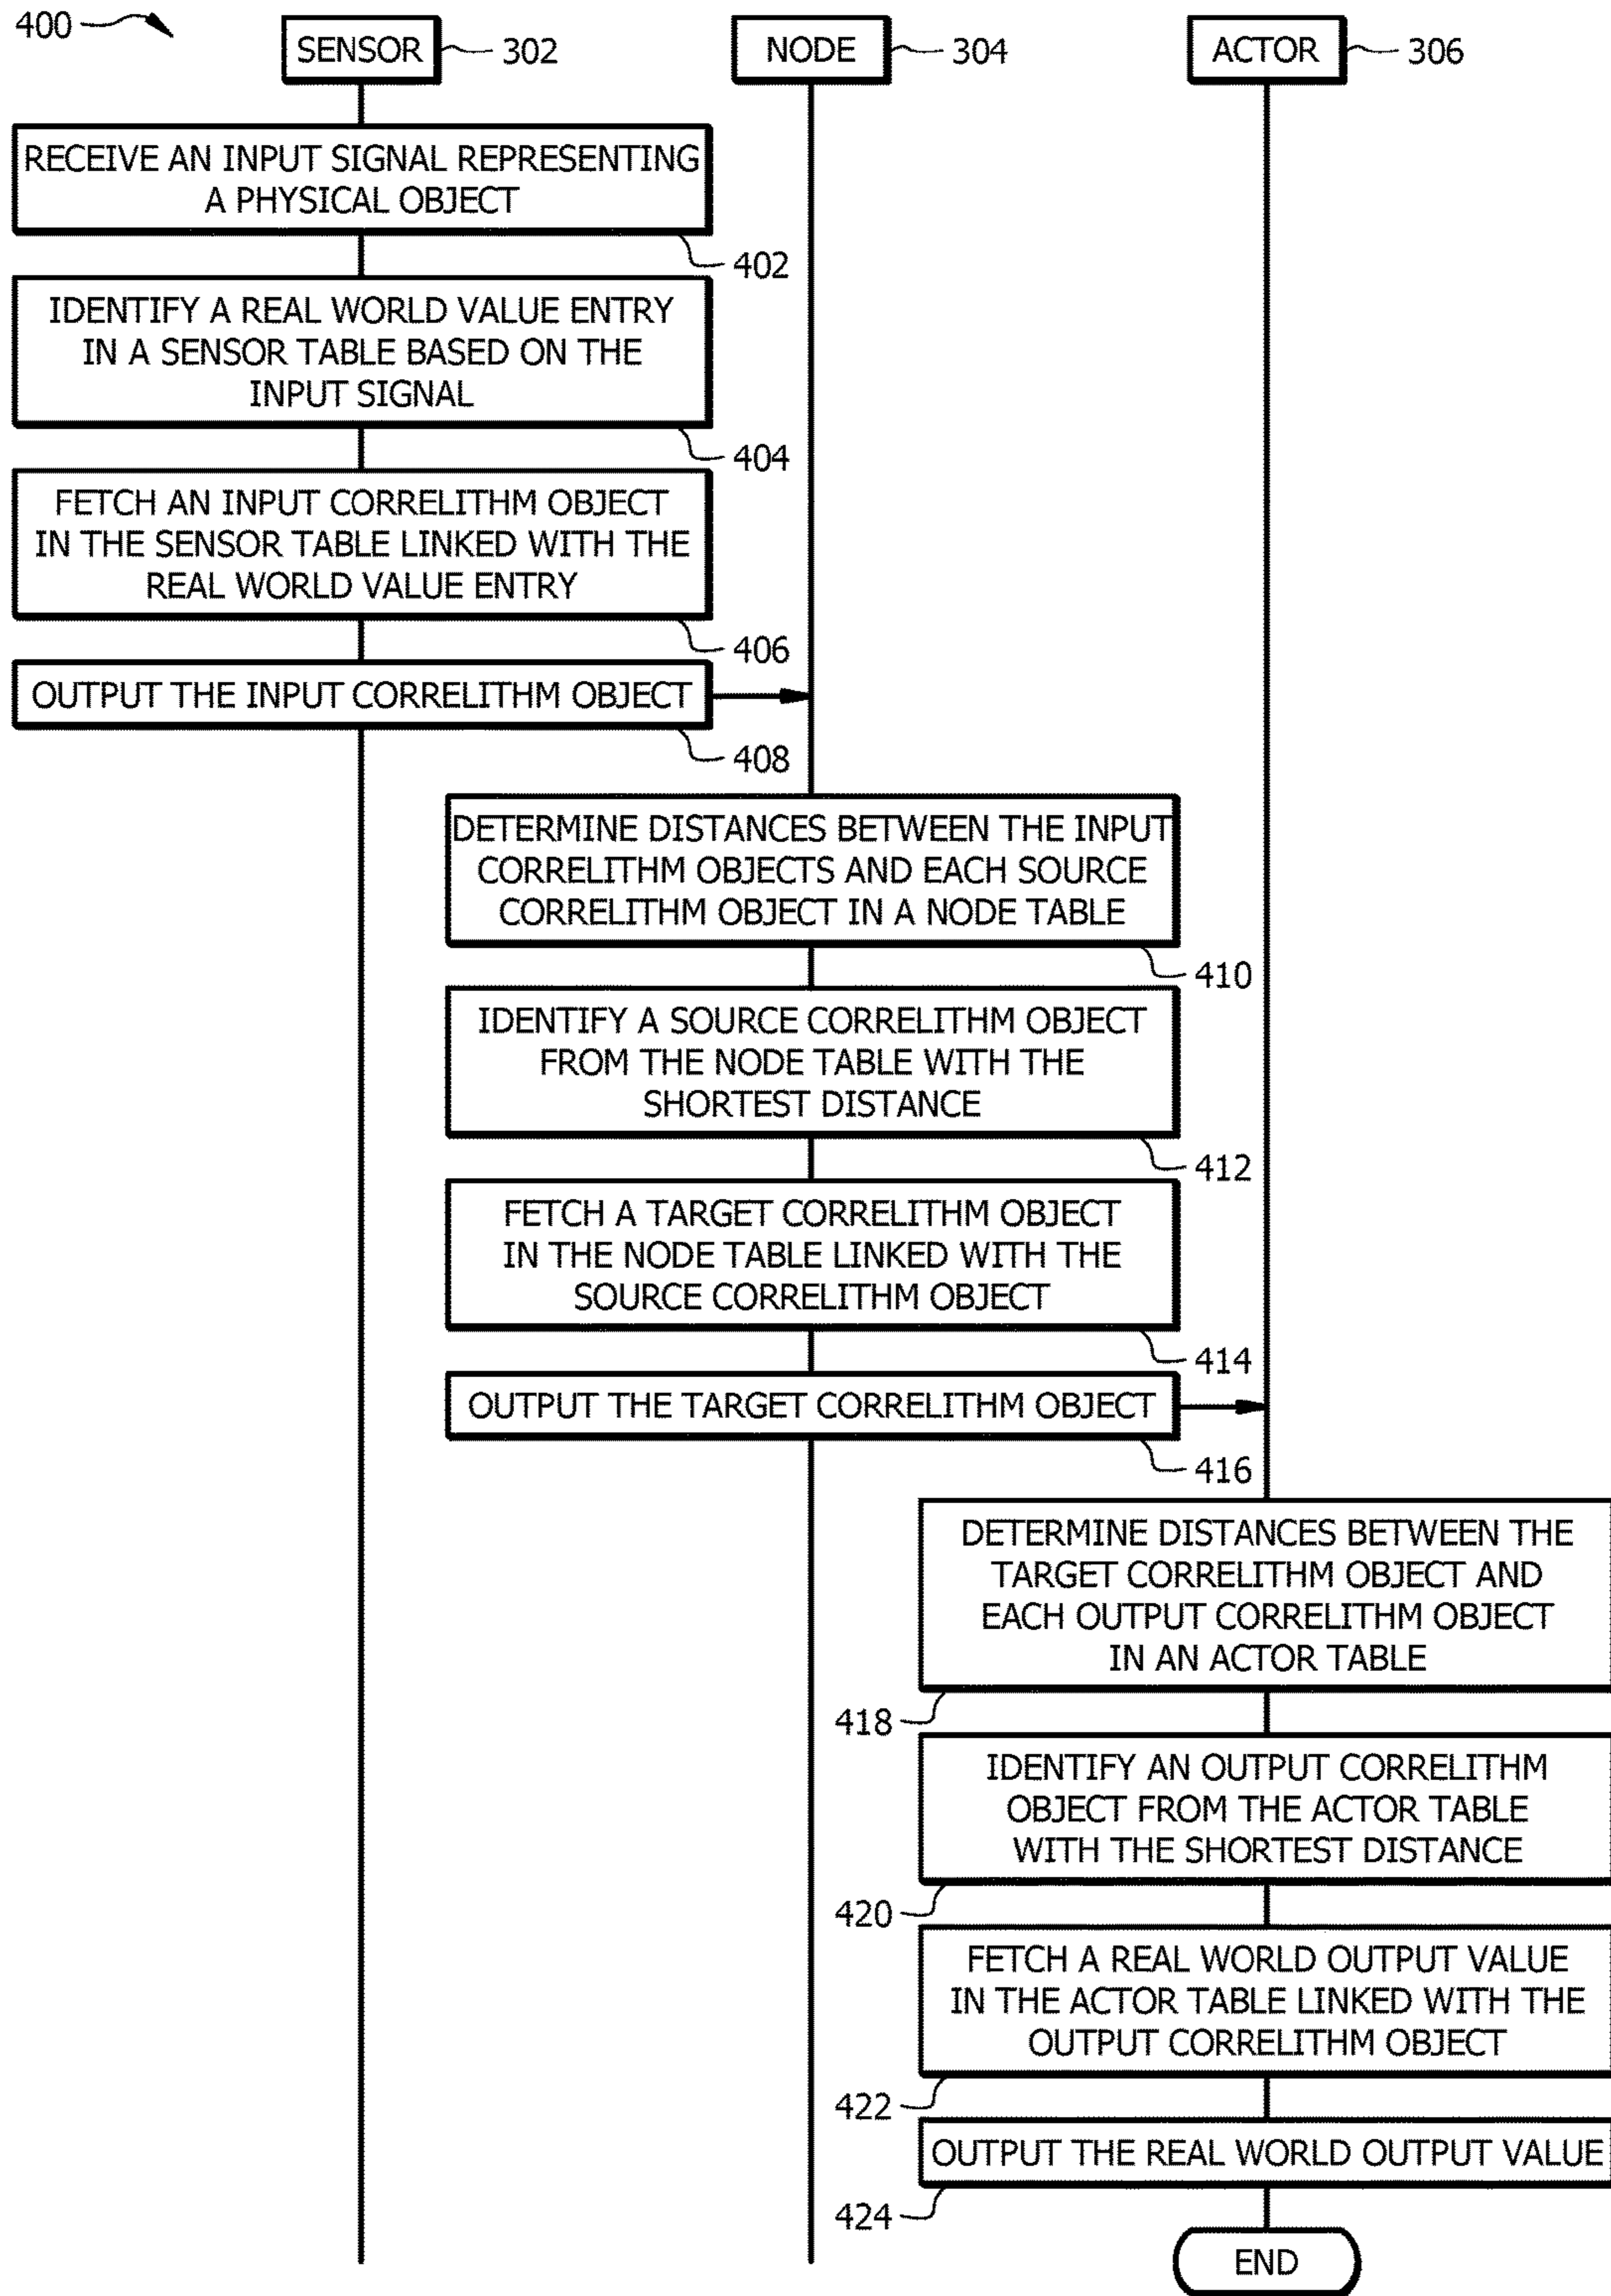 400
SENSOR
302
NODE
304
ACTOR
306
RECEIVE AN INPUT SIGNAL REPRESENTING
A PHYSICAL OBJECT
402
IDENTIFY A REAL WORLD VALUE ENTRY
IN A SENSOR TABLE BASED ON THE
INPUT SIGNAL
404
FETCH AN INPUT CORRELITHM OBJECT
IN THE SENSOR TABLE LINKED WITH THE
REAL WORLD VALUE ENTRY
406
OUTPUT THE INPUT CORRELITHM OBJECT
408
DETERMINE DISTANCES BETWEEN THE INPUT
CORRELITHM OBJECTS AND EACH SOURCE
CORRELITHM OBJECT IN A NODE TABLE
410
IDENTIFY A SOURCE CORRELITHM OBJECT
FROM THE NODE TABLE WITH THE
SHORTEST DISTANCE
412
FETCH A TARGET CORRELITHM OBJECT
IN THE NODE TABLE LINKED WITH THE
SOURCE CORRELITHM OBJECT
414
OUTPUT THE TARGET CORRELITHM OBJECT
416
DETERMINE DISTANCES BETWEEN THE
TARGET CORRELITHM OBJECT AND
EACH OUTPUT CORRELITHM OBJECT
IN AN ACTOR TABLE
418
IDENTIFY AN OUTPUT CORRELITHM
OBJECT FROM THE ACTOR TABLE
WITH THE SHORTEST DISTANCE
420
FETCH A REAL WORLD OUTPUT VALUE
IN THE ACTOR TABLE LINKED WITH THE
OUTPUT CORRELITHM OBJECT
422
OUTPUT THE REAL WORLD OUTPUT VALUE
424
END